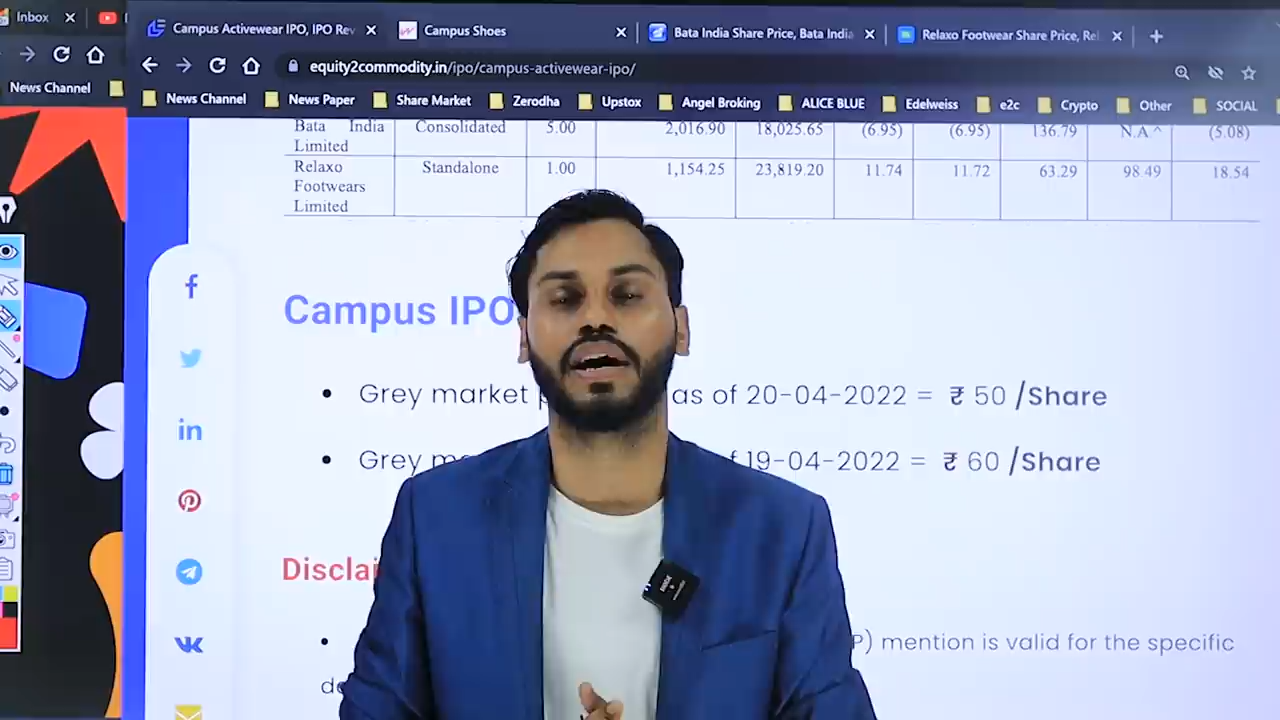 Inbox
Campus Activewear IPO, IPO Rev
Campus Shoes
Bata India Share Price, Bata India
Relaxo Footwear Share Price, Rel
equity2commodity.in/ipo/campus-activewear-ipo/
News Channel
News Channel
News Paper
Share Market
Zerodha
Upstox
Angel Broking
ALICE BLUE
Edelweiss
e2c
Crypto
Other
SOCIAL
Bata India Limited Consolidated 5.00 2,016.90 18,025.65 (6.95) (6.95) 136.79 N.A^ (5.08)
Relaxo Footwears Limited Standalone 1.00 1,154.25 23,819.20 11.74 11.72 63.29 98.49 18.54
Campus IPO
Grey market as of 20-04-2022 = ₹ 50 /Share
Grey of 19-04-2022 = ₹ 60 /Share
P) mention is valid for the specific